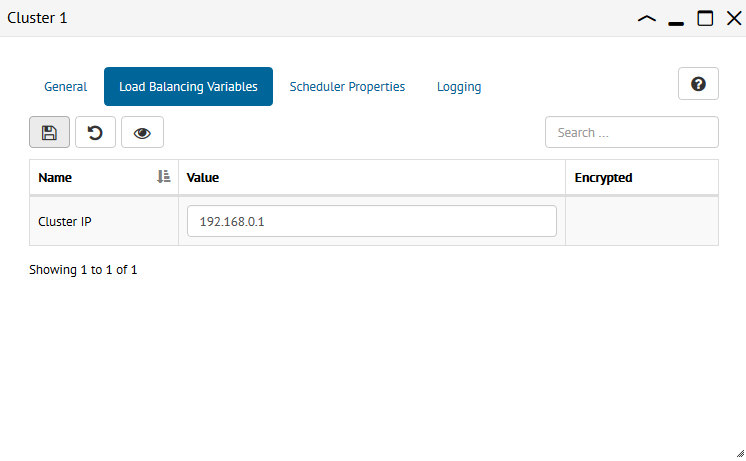 Cluster 1
General Load Balancing Variables Scheduler Properties Logging
Search ...
Name Value Encrypted
Cluster IP 192.168.0.1
Showing 1 to 1 of 1